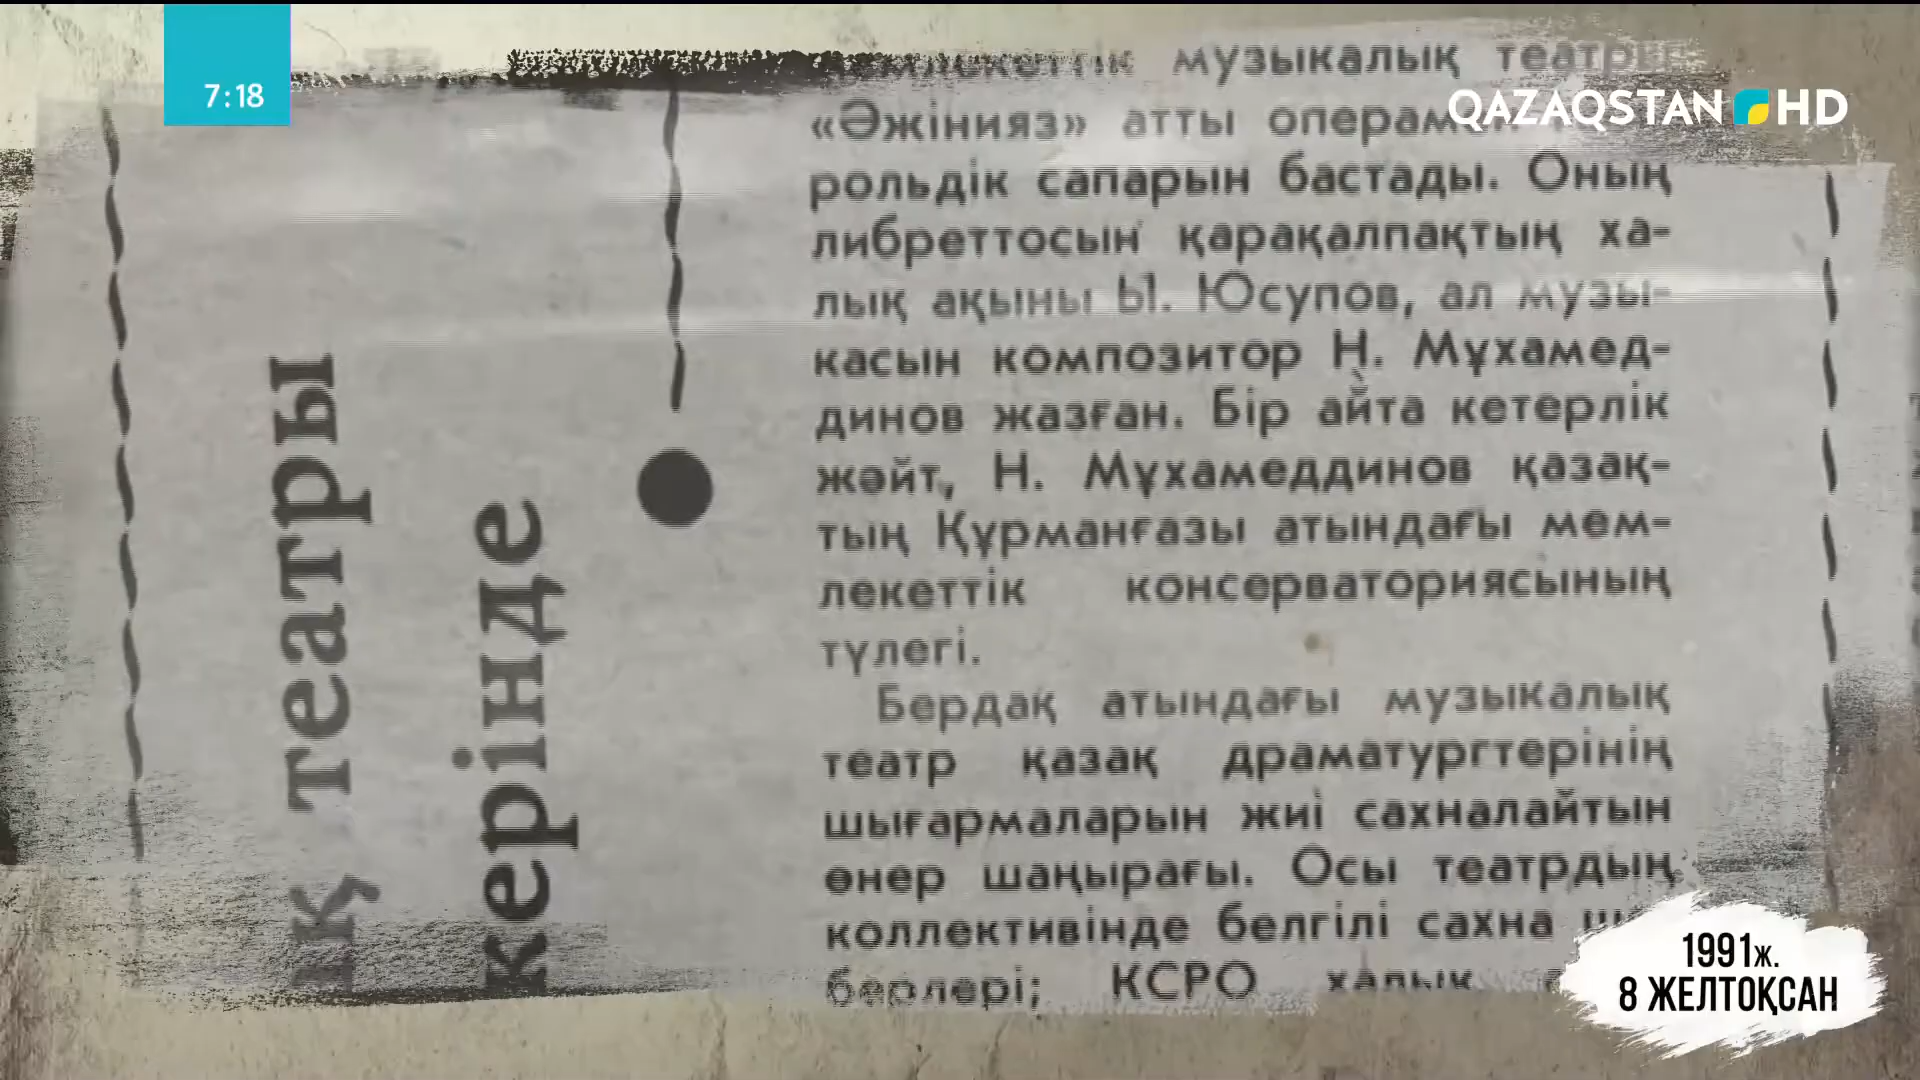 7:18
QAZAQSTAN HD
қ театры
керінде
музыкалық театры
«Әжінияз» атты
рольдік сапарын бастады. Оның
либреттосын қарақалпақтың ха-
лық ақыны Ы. Юсупов, ал музы-
касын композитор Н. Мұхамед-
динов жазған. Бір айта кетерлік
жәйт, Н. Мұхамеддинов қазақ-
тың Құрманғазы атындағы мем-
лекеттік консерваториясының
түлегі.
Бердақ атындағы музыкалық
театр қазақ драматургтерінің
шығармаларын жиі сахналайтын
өнер шаңырағы. Осы театрдың
коллективінде белгілі сахна
берлері; КСРО халық
1991ж.
8 ЖЕЛТОҚСАН